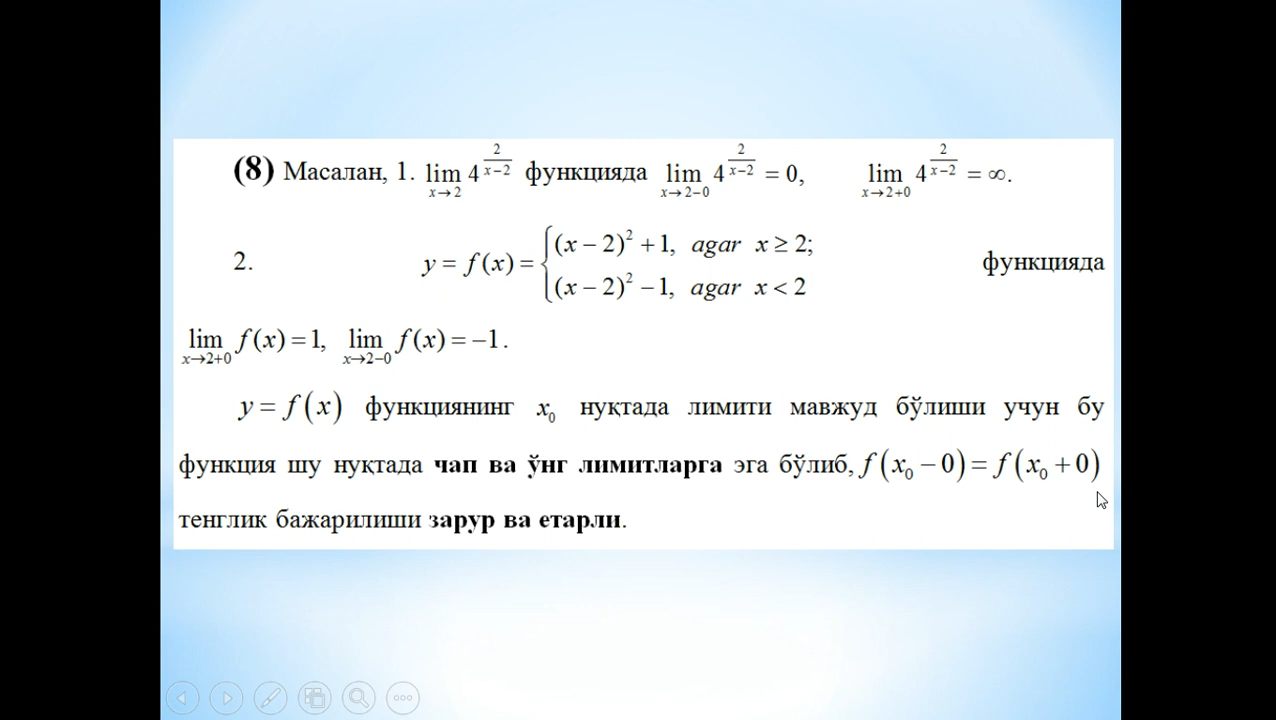 (8) Масалан, 1. lim_{x→2} 4^{2/(x−2)} функцияда lim_{x→2−0} 4^{2/(x−2)} = 0, lim_{x→2+0} 4^{2/(x−2)} = ∞.
2. y = f(x) = { (x − 2)² + 1, agar x ≥ 2; функцияда
(x − 2)² − 1, agar x < 2
lim_{x→2+0} f(x) = 1, lim_{x→2−0} f(x) = −1.
y = f(x) функциянинг x₀ нуқтада лимити мавжуд бўлиши учун бу
функция шу нуқтада чап ва ўнг лимитларга эга бўлиб, f(x₀ − 0) = f(x₀ + 0)
тенглик бажарилиши зарур ва етарли.